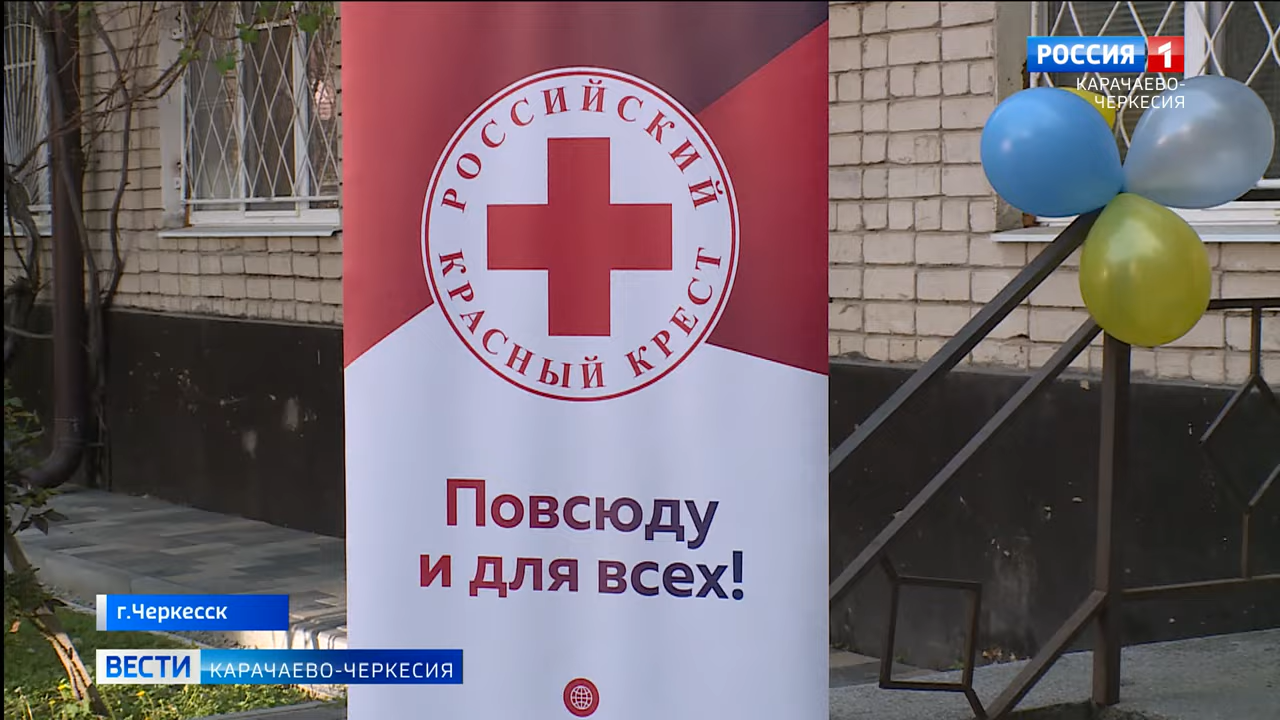 РОССИЯ 1
КАРАЧАЕВО-
ЧЕРКЕСИЯ
РОССИЙСКИЙ
КРАСНЫЙ КРЕСТ
Повсюду
и для всех!
г.Черкесск
ВЕСТИ КАРАЧАЕВО-ЧЕРКЕСИЯ